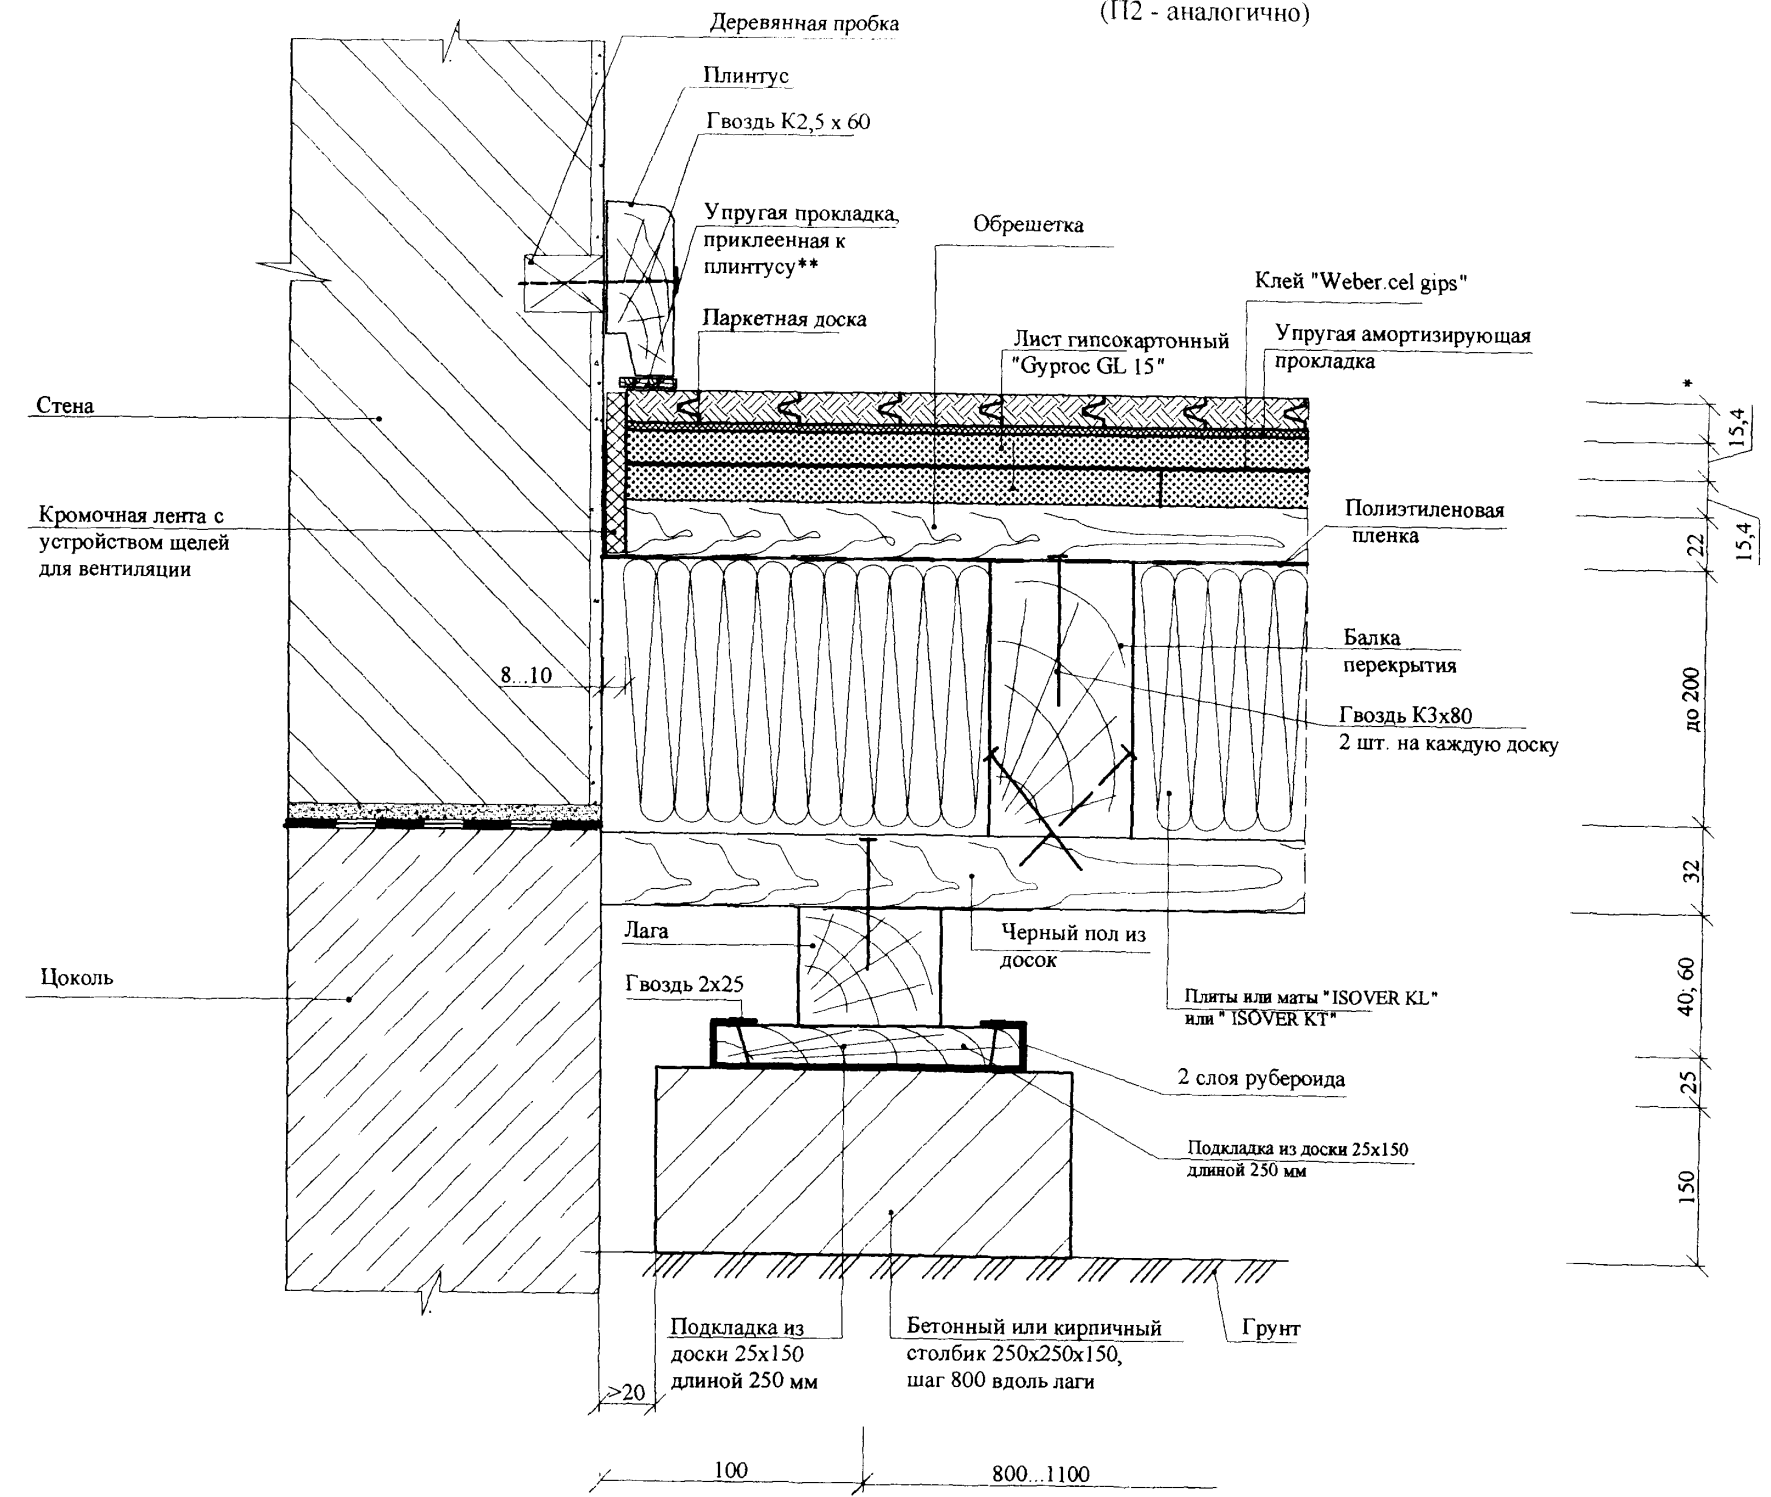 (П2 - аналогично)
Деревянная пробка
Плинтус
Гвоздь К2,5 х 60
Упругая прокладка,
приклеенная к
плинтусу**
Обрешетка
Клей "Weber.cel gips"
Паркетная доска
Лист гипсокартонный
"Gyproc GL 15"
Упругая амортизирующая
прокладка
*
15,4
Стена
Кромочная лента с
устройством щелей
для вентиляции
Полиэтиленовая
пленка
22
15,4
8...10
Балка
перекрытия
до 200
Гвоздь К3х80
2 шт. на каждую доску
32
Лага
Черный пол из
досок
Цоколь
Гвоздь 2х25
Плиты или маты "ISOVER KL"
или " ISOVER KT"
40; 60
2 слоя рубероида
25
Подкладка из доски 25х150
длиной 250 мм
150
Подкладка из
доски 25х150
длиной 250 мм
Бетонный или кирпичный
столбик 250х250х150,
шаг 800 вдоль лаги
Грунт
>20
100
800...1100